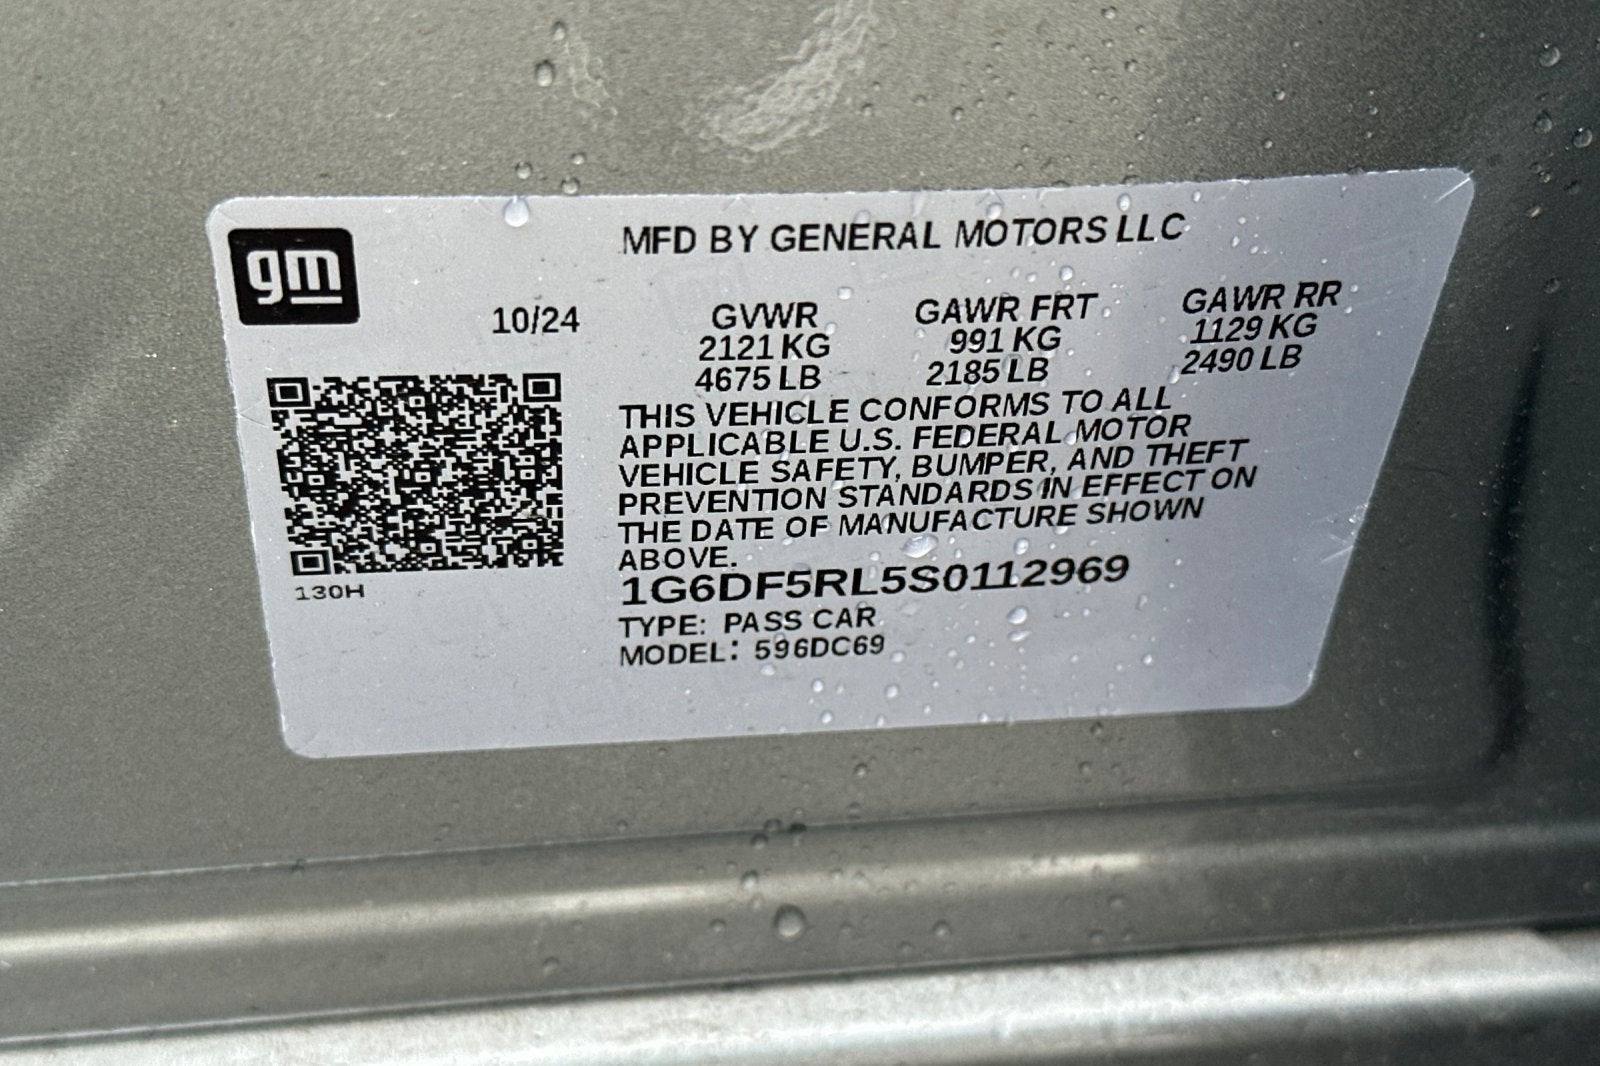 gm
MFD BY GENERAL MOTORS LLC
10/24
GVWR GAWR FRT GAWR RR
2121 KG 991 KG 1129 KG
4675 LB 2185 LB 2490 LB
THIS VEHICLE CONFORMS TO ALL
APPLICABLE U.S. FEDERAL MOTOR
VEHICLE SAFETY, BUMPER, AND THEFT
PREVENTION STANDARDS IN EFFECT ON
THE DATE OF MANUFACTURE SHOWN
ABOVE.
130H
1G6DF5RL5S0112969
TYPE: PASS CAR
MODEL: 596DC69